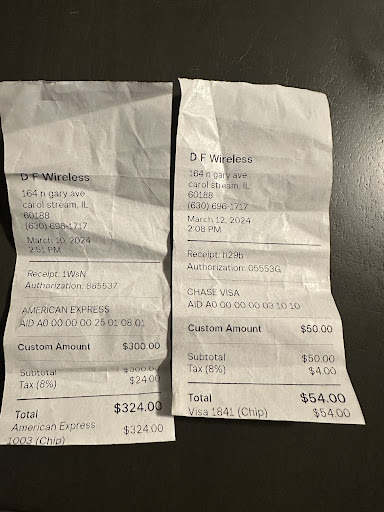 D F Wireless
164 n gary ave
carol stream, IL
60188
(630) 696-1717
March 10, 2024
2:51 PM
Receipt: 1WsN
Authorization: 885537
AMERICAN EXPRESS
AID A0 00 00 00 25 01 08 01
Custom Amount $300.00
Subtotal $300.00
Tax (8%) $24.00
Total $324.00
American Express $324.00
1003 (Chip)
D F Wireless
164 n gary ave
carol stream, IL
60188
(630) 696-1717
March 12, 2024
2:08 PM
Receipt: n29b
Authorization: 05553G
CHASE VISA
AID A0 00 00 00 03 10 10
Custom Amount $50.00
Subtotal $50.00
Tax (8%) $4.00
Total $54.00
Visa 1841 (Chip) $54.00